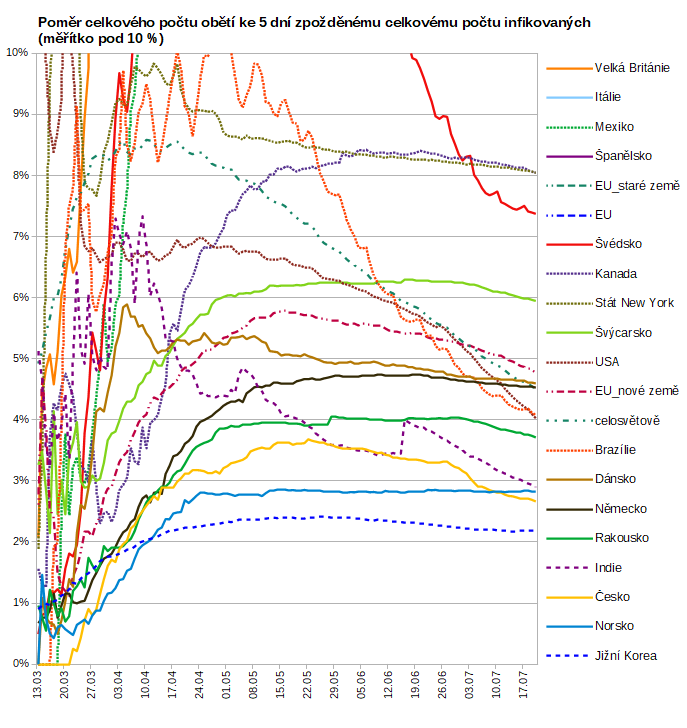 Poměr celkového počtu obětí ke 5 dní zpožděnému celkovému počtu infikovaných
(měřítko pod 10 %)
10%
9%
8%
7%
6%
5%
4%
3%
2%
1%
0%
13.03
20.03
27.03
03.04
10.04
17.04
24.04
01.05
08.05
15.05
22.05
29.05
05.06
12.06
19.06
26.06
03.07
10.07
17.07
Velká Británie
Itálie
Mexiko
Španělsko
EU_staré země
EU
Švédsko
Kanada
Stát New York
Švýcarsko
USA
EU_nové země
celosvětově
Brazílie
Dánsko
Německo
Rakousko
Indie
Česko
Norsko
Jižní Korea